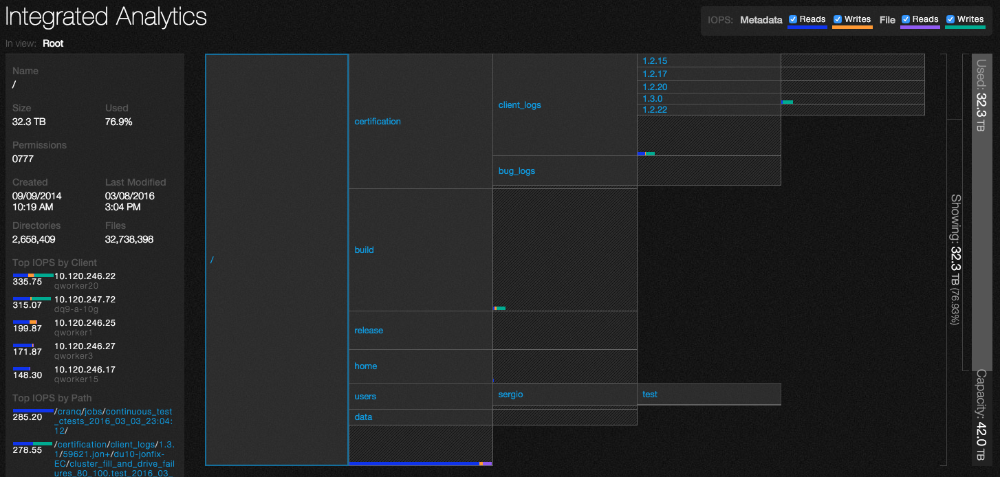 Integrated Analytics
IOPS: Metadata Reads Writes File Reads Writes
In view: Root
Name
/
Size Used
32.3 TB 76.9%
Permissions
0777
Created Last Modified
09/09/2014 03/08/2016
10:19 AM 3:04 PM
Directories Files
2,658,409 32,738,398
Top IOPS by Client
335.75 10.120.246.22
qworker20
315.07 10.120.247.72
dq9-a-10g
199.87 10.120.246.25
qworker1
171.87 10.120.246.27
qworker3
148.30 10.120.246.17
qworker15
Top IOPS by Path
285.20 /cranq/jobs/continuous_test
_ctests_2016_03_03_23:04:
12/
278.55 /certification/client_logs/1.3.
1/59621.jon+/du10-jonfix-
EC/cluster_fill_and_drive_fail
ures_80_100.test_2016_03_
/
certification
build
release
home
users
data
client_logs
bug_logs
sergio
1.2.15
1.2.17
1.2.20
1.3.0
1.2.22
test
Showing: 32.3 TB (76.93%)
Used: 32.3 TB
Capacity: 42.0 TB